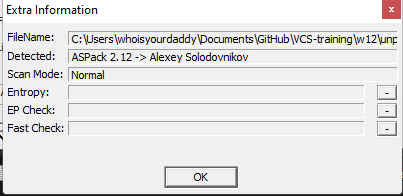 Extra Information
FileName: C:\Users\whoisyourdaddy\Documents\GitHub\VCS-training\w12\unp
Detected: ASPack 2.12 -> Alexey Solodovnikov
Scan Mode: Normal
Entropy: -
EP Check: -
Fast Check: -
OK